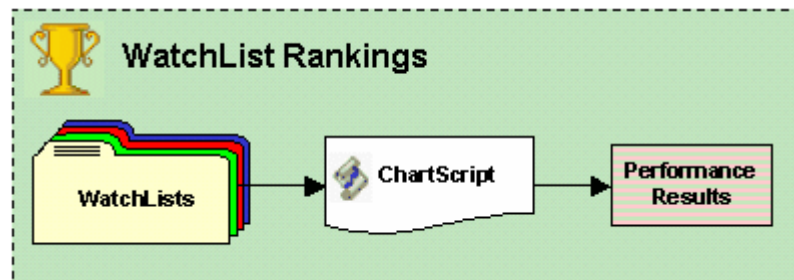 WatchList Rankings
WatchLists
ChartScript
Performance
Results